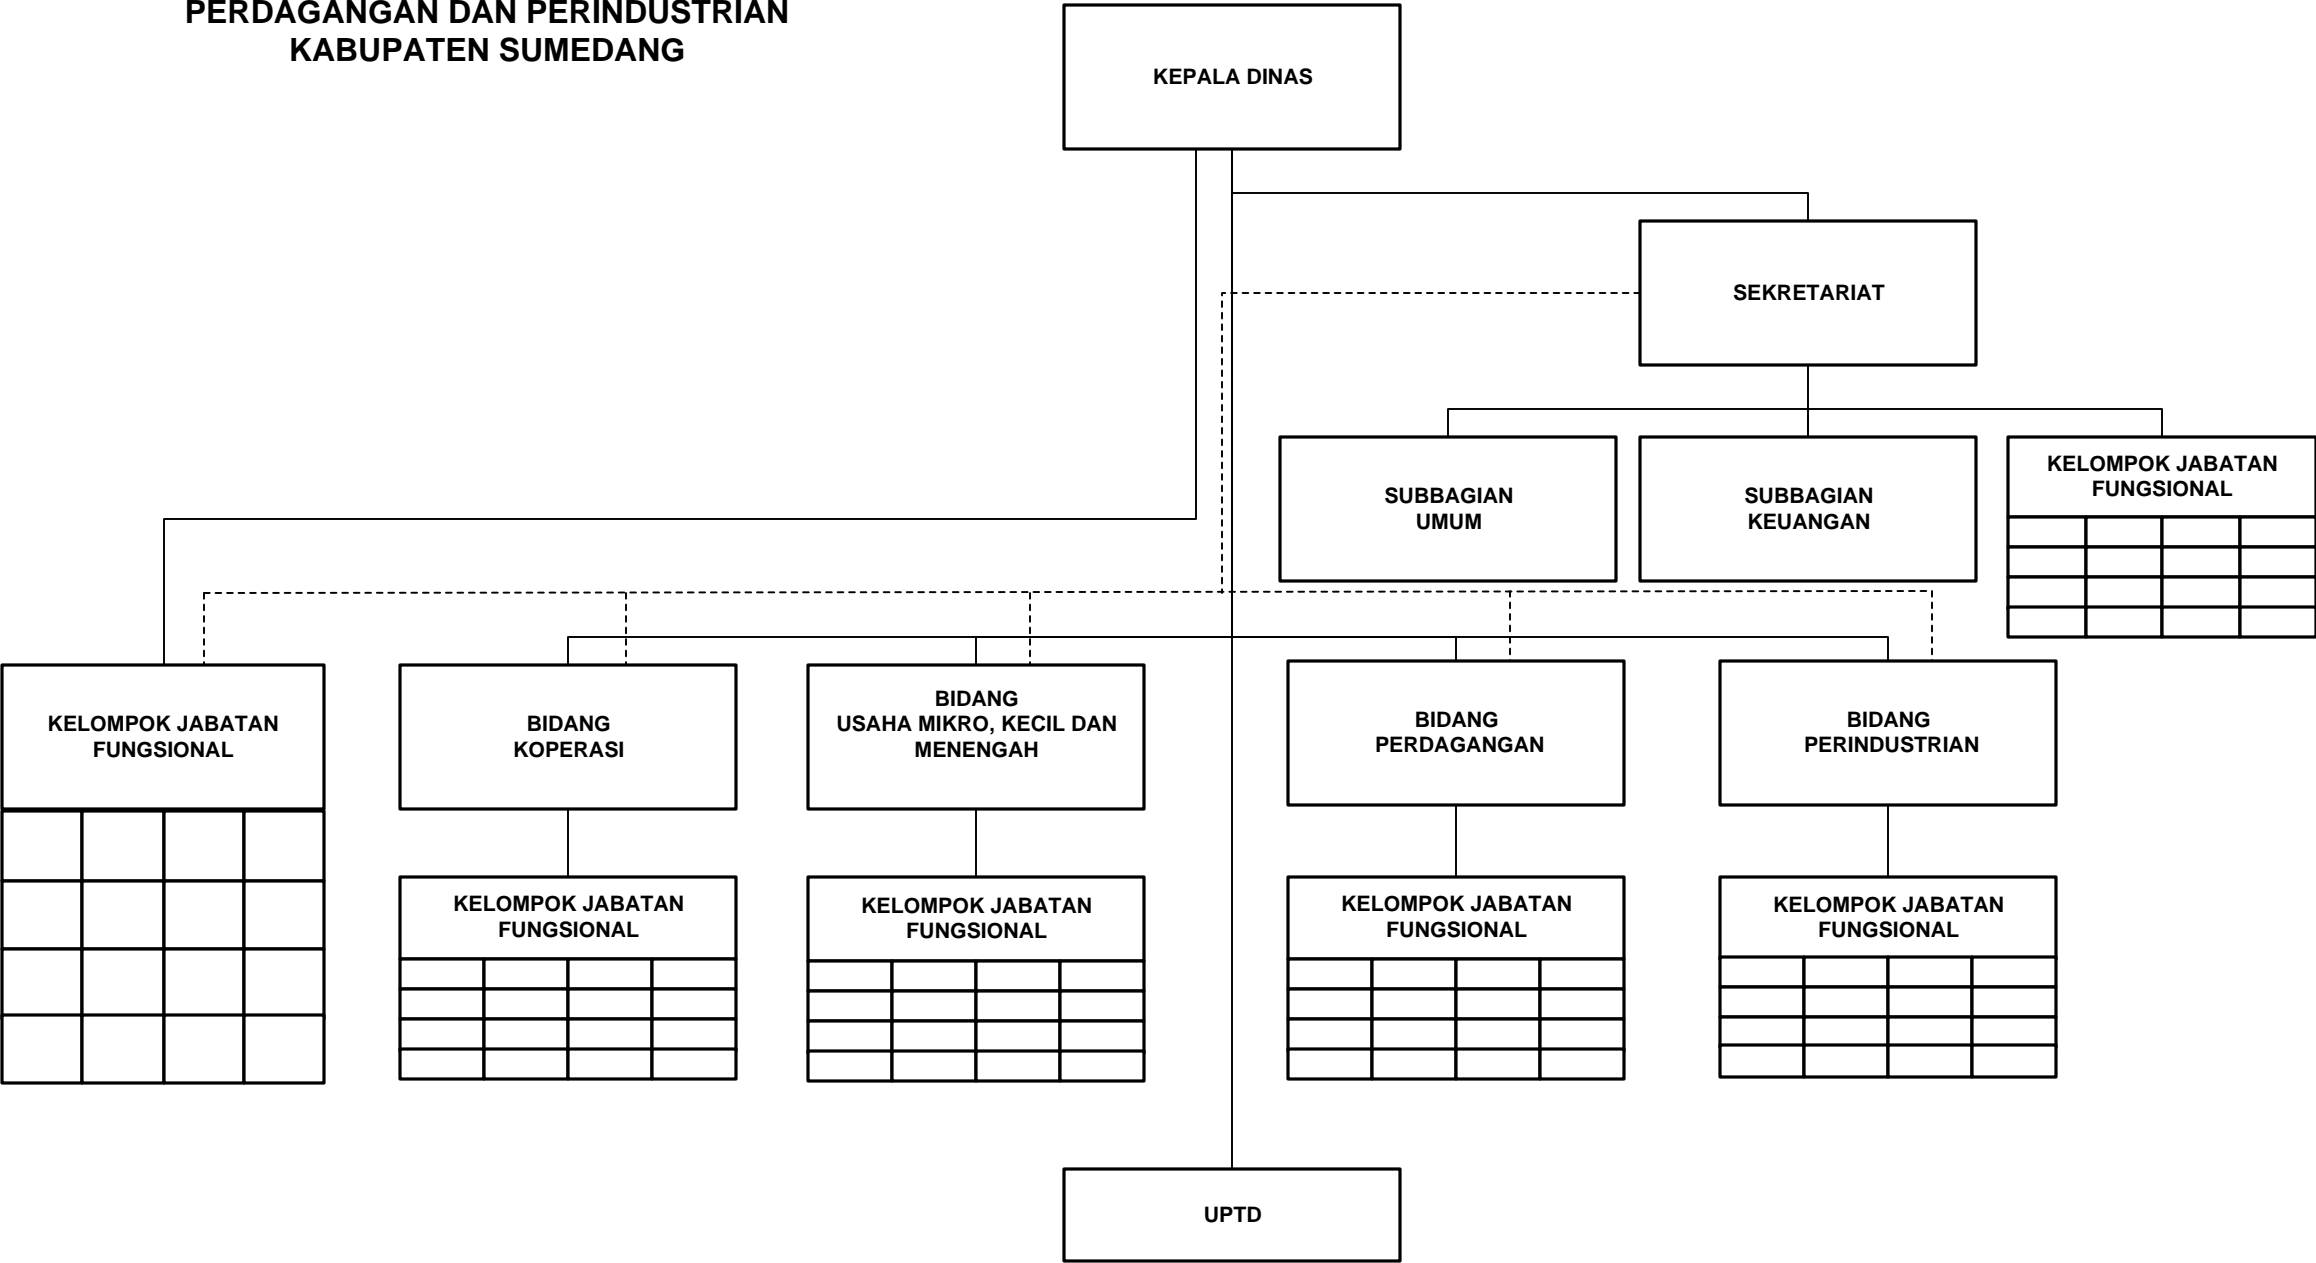 PERDAGANGAN DAN PERINDUSTRIAN
KABUPATEN SUMEDANG
KEPALA DINAS
SEKRETARIAT
SUBBAGIAN
UMUM
SUBBAGIAN
KEUANGAN
KELOMPOK JABATAN
FUNGSIONAL
KELOMPOK JABATAN
FUNGSIONAL
BIDANG
KOPERASI
BIDANG
USAHA MIKRO, KECIL DAN
MENENGAH
BIDANG
PERDAGANGAN
BIDANG
PERINDUSTRIAN
KELOMPOK JABATAN
FUNGSIONAL
KELOMPOK JABATAN
FUNGSIONAL
KELOMPOK JABATAN
FUNGSIONAL
KELOMPOK JABATAN
FUNGSIONAL
UPTD